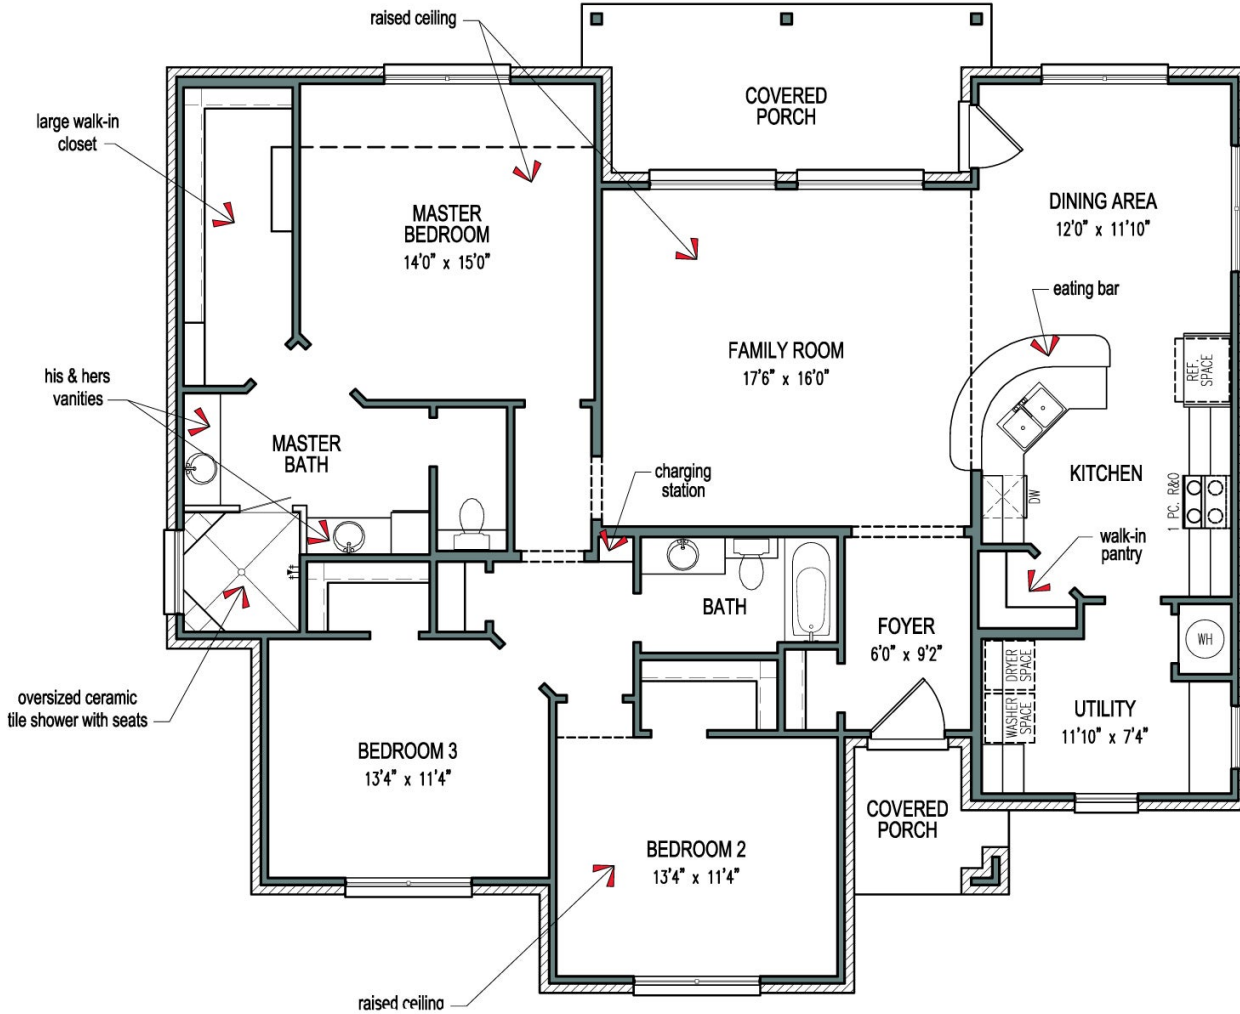 raised ceiling
COVERED
PORCH
large walk-in
closet
MASTER
BEDROOM
14'0" x 15'0"
DINING AREA
12'0" x 11'10"
eating bar
FAMILY ROOM
17'6" x 16'0"
REF.
SPACE
his & hers
vanities
MASTER
BATH
charging
station
KITCHEN
DW
1 PC. R&O
walk-in
pantry
BATH
FOYER
6'0" x 9'2"
WH
DRYER
SPACE
WASHER
SPACE
oversized ceramic
tile shower with seats
UTILITY
11'10" x 7'4"
BEDROOM 3
13'4" x 11'4"
COVERED
PORCH
BEDROOM 2
13'4" x 11'4"
raised ceiling